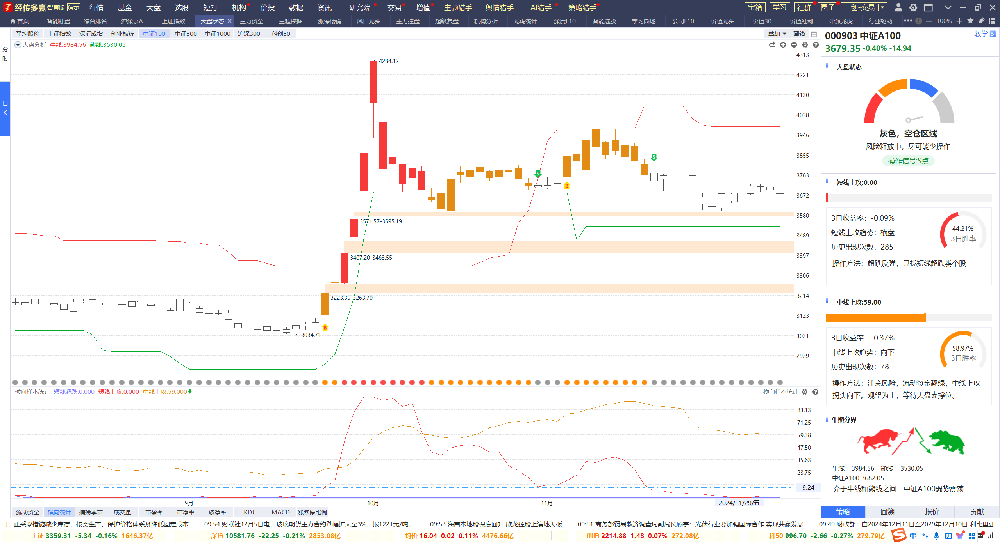 经传多赢 智尊版 演示 行情 基金 大盘 选股 短打 机构 价投 数据 资讯 研究院 交易 增值 主题猎手 舆情猎手 AI猎手 策略猎手 宝箱 学习 社群 圈子 一创-交易
首页 智能盯盘 综合排名 沪深京A... 上证指数 大盘状态 主力资金 主题挖掘 涨停棱镜 风口龙头 主力控盘 超级复盘 机构分析 龙虎统计 深度F10 智能选股 学习园地 公司F10 价值龙头 价值30 价值红利 帮派龙虎 行业轮动 100%
平均股价 上证指数 深证成指 创业板综 中证100 中证500 中证1000 沪深300 科创50 叠加 画线
分时
日K
大盘分析 牛线:3984.56 熊线:3530.05
4313
4221
4130
4038
3946
3855
3763
3672
3580
3489
3397
3306
3214
3123
3031
2939
4284.12
S
S
B
B
3571.57-3595.19
3407.20-3463.55
3223.35-3263.70
←3034.71
横向样本统计 短线超跌:0.000 短线上攻:0.000 中线上攻:59.000
横向样本统计
83.13
71.25
59.38
47.50
35.63
23.75
9.24
9月 10月 11月 2024/11/29/五
流动资金 横向统计 捕捞季节 成交量 市盈率 市净率 破净率 KDJ MACD 涨跌停比例
000903 中证A100 教学
3679.35 -0.40% -14.94
大盘状态
灰色，空仓区域
风险释放中，尽可能少操作
操作信号:S点
短线上攻:0.00
3日收益率：-0.09%
短线上攻趋势：横盘
历史出现次数：285
44.21%
3日胜率
操作方法：超跌反弹，寻找短线超跌类个股
中线上攻:59.00
3日收益率：-0.37%
中线上攻趋势：向下
历史出现次数：78
58.97%
3日胜率
操作方法：注意风险，流动资金翻绿，中线上攻
拐头向下。观望为主，等待大盘支撑位。
牛熊分界
牛线：3984.56 熊线：3530.05
中证A100 3682.05
介于牛线和熊线之间，中证A100弱势震荡
策略 回溯 报价 贡献
：正采取措施减少库存、按需生产、保护价格体系及降低固定成本 09:54 财联社12月5日电，玻璃期货主力合约跌幅扩大至3%，报1221元/吨。 09:53 海南本地股探底回升 欣龙控股上演地天板 09:51 商务部贸易救济调查局副局长顾宇：光伏行业要加强国际合作 实现共赢发展 09:49 财政部：自2024年12月11日至2029年12月10日 利比里亚
上证 3359.31 -5.34 -0.16% 1646.37亿 深指 10581.76 -22.25 -0.21% 2853.08亿 均价 16.04 0.02 0.11% 4476.66亿 创指 2214.88 1.48 0.07% 272.08亿 科50 996.70 -2.66 -0.27% 279.79亿 中